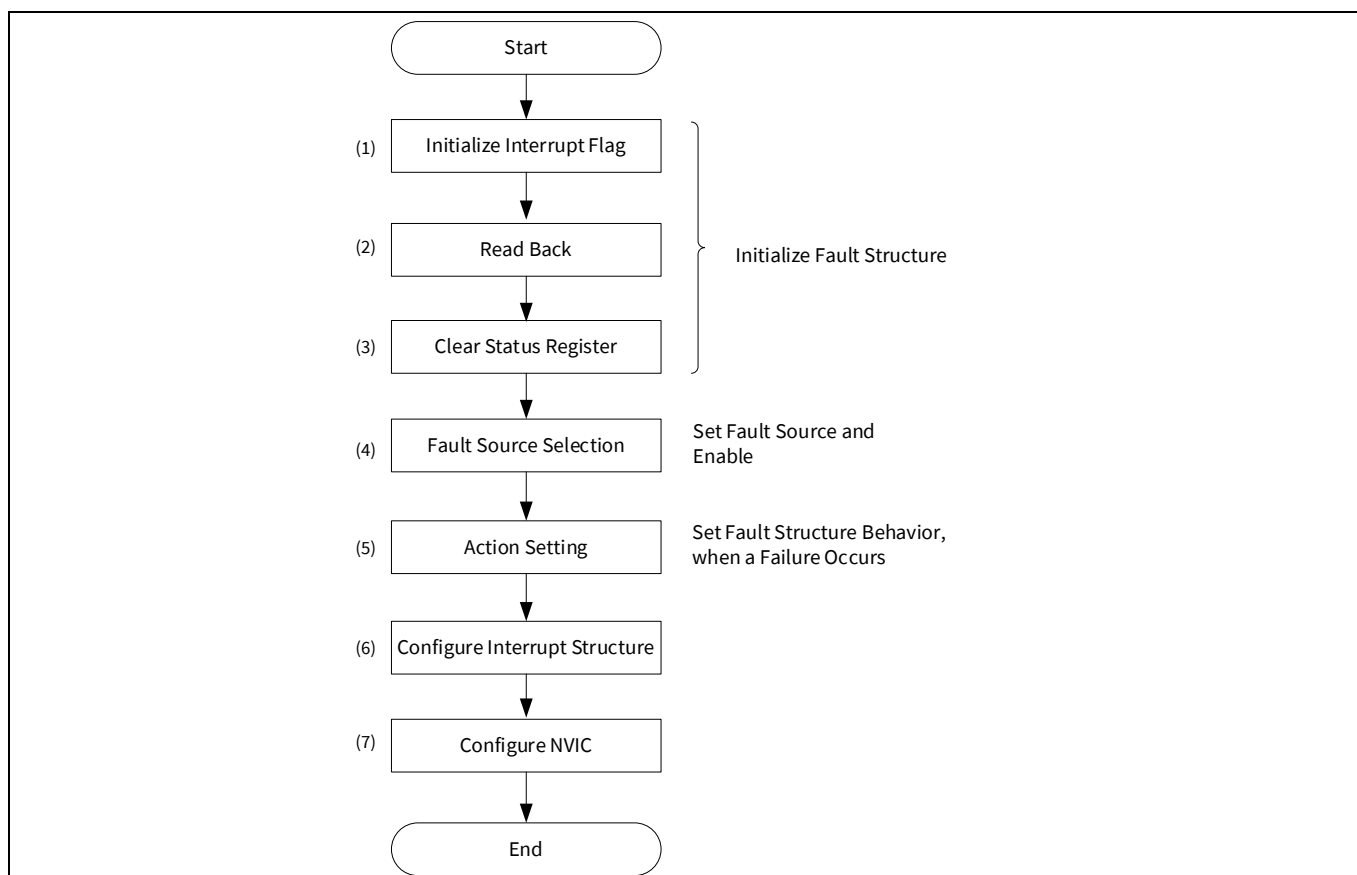 Start
(1)
Initialize Interrupt Flag
(2)
Read Back
Initialize Fault Structure
(3)
Clear Status Register
(4)
Fault Source Selection
Set Fault Source and
Enable
(5)
Action Setting
Set Fault Structure Behavior,
when a Failure Occurs
(6)
Configure Interrupt Structure
(7)
Configure NVIC
End